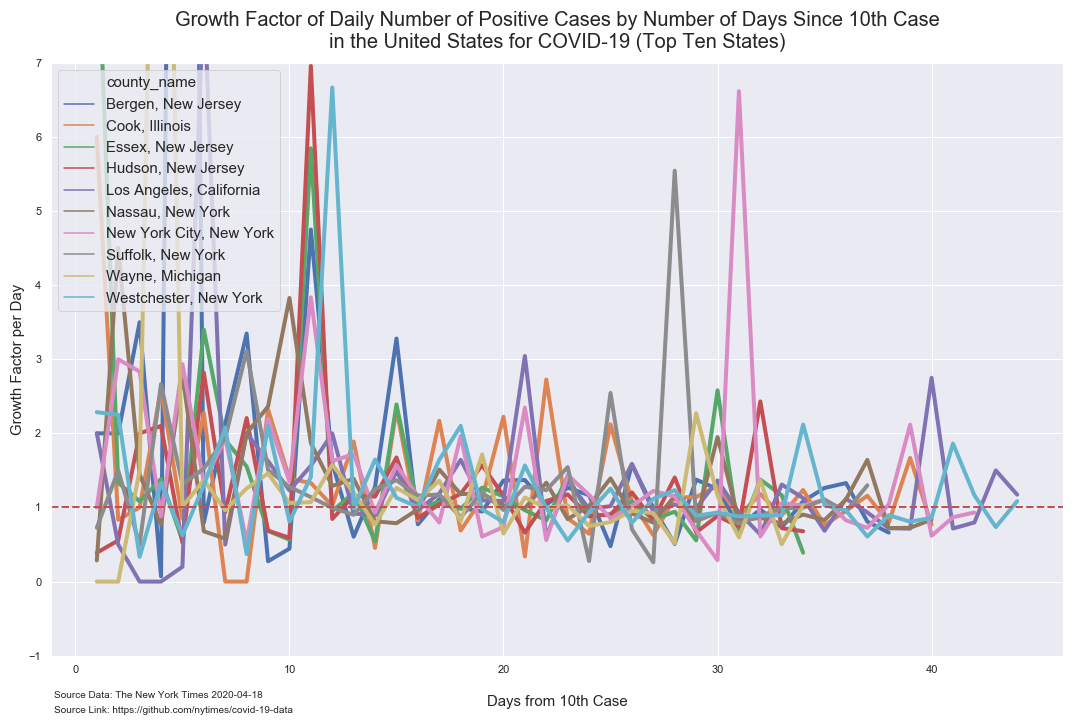 Growth Factor of Daily Number of Positive Cases by Number of Days Since 10th Case
in the United States for COVID-19 (Top Ten States)
7
6
5
4
3
2
1
0
−1
Growth Factor per Day
county_name
Bergen, New Jersey
Cook, Illinois
Essex, New Jersey
Hudson, New Jersey
Los Angeles, California
Nassau, New York
New York City, New York
Suffolk, New York
Wayne, Michigan
Westchester, New York
0 10 20 30 40
Days from 10th Case
Source Data: The New York Times 2020-04-18
Source Link: https://github.com/nytimes/covid-19-data